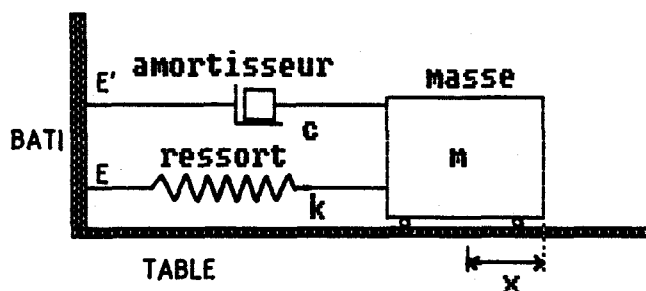 amortisseur
masse
E'
c
BATI
ressort
m
E
k
TABLE
x